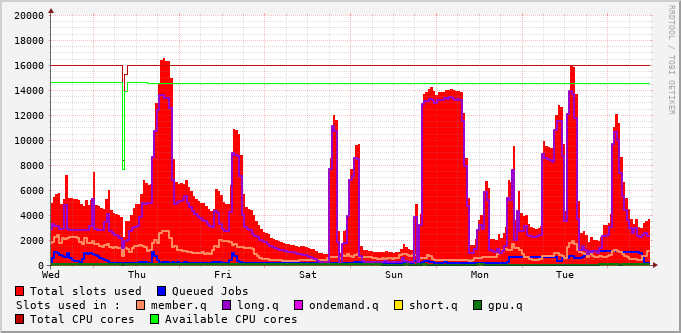 20000
18000
16000
14000
12000
10000
8000
6000
4000
2000
0
Wed Thu Fri Sat Sun Mon Tue
RRDTOOL / TOBI OETIKER
Total slots used Queued Jobs
Slots used in : member.q long.q ondemand.q short.q gpu.q
Total CPU cores Available CPU cores